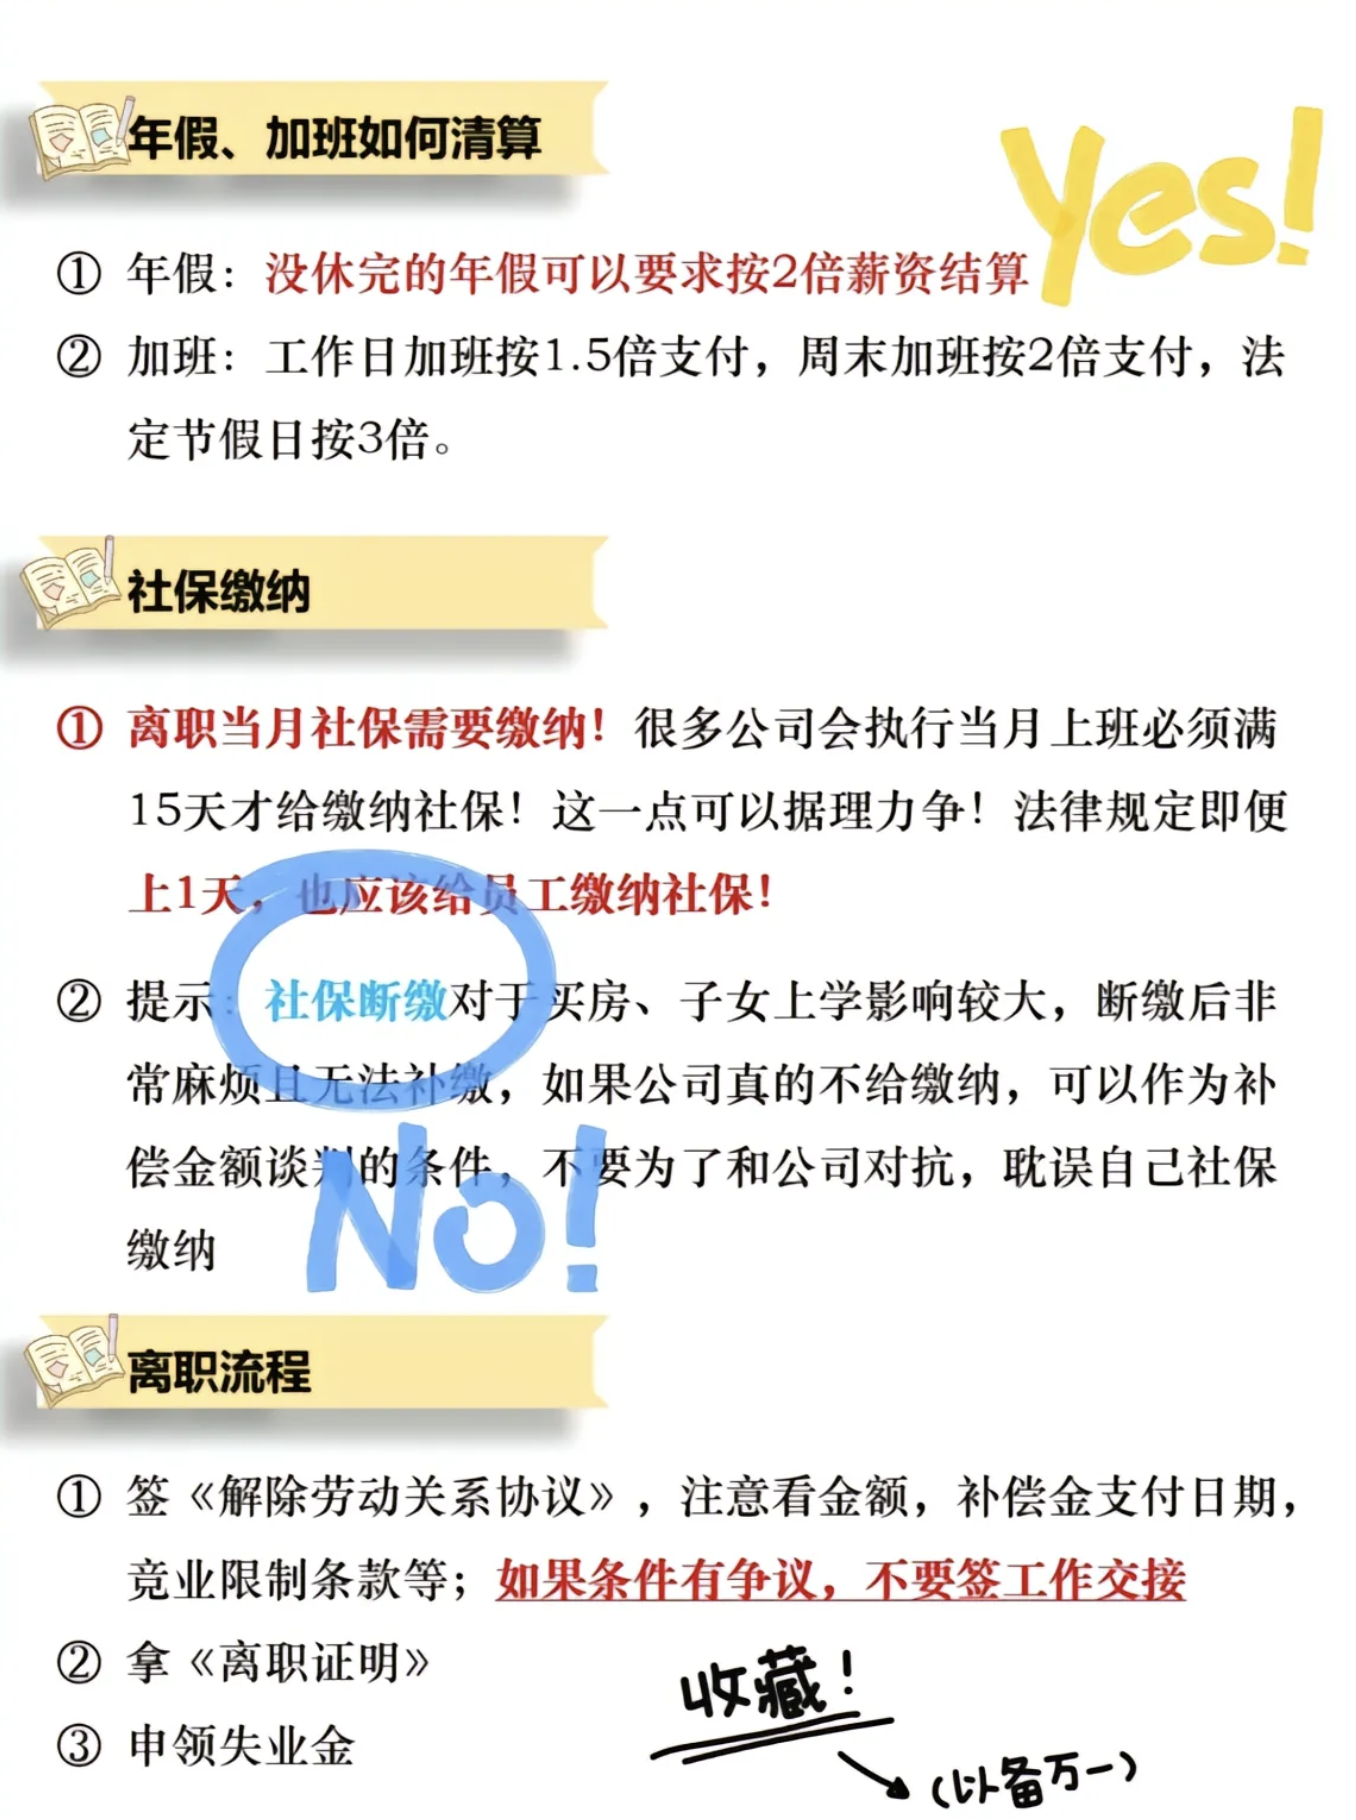 年假、加班如何清算
Yes!
① 年假：没休完的年假可以要求按2倍薪资结算
② 加班：工作日加班按1.5倍支付，周末加班按2倍支付，法
定节假日按3倍。
社保缴纳
① 离职当月社保需要缴纳！很多公司会执行当月上班必须满
15天才给缴纳社保！这一点可以据理力争！法律规定即便
上1天，也应该给员工缴纳社保！
② 提示：社保断缴对于买房、子女上学影响较大，断缴后非
常麻烦且无法补缴，如果公司真的不给缴纳，可以作为补
偿金额谈判的条件，不要为了和公司对抗，耽误自己社保
缴纳
No!
离职流程
① 签《解除劳动关系协议》，注意看金额，补偿金支付日期，
竞业限制条款等；如果条件有争议，不要签工作交接
② 拿《离职证明》
③ 申领失业金
收藏！
（以备万一）